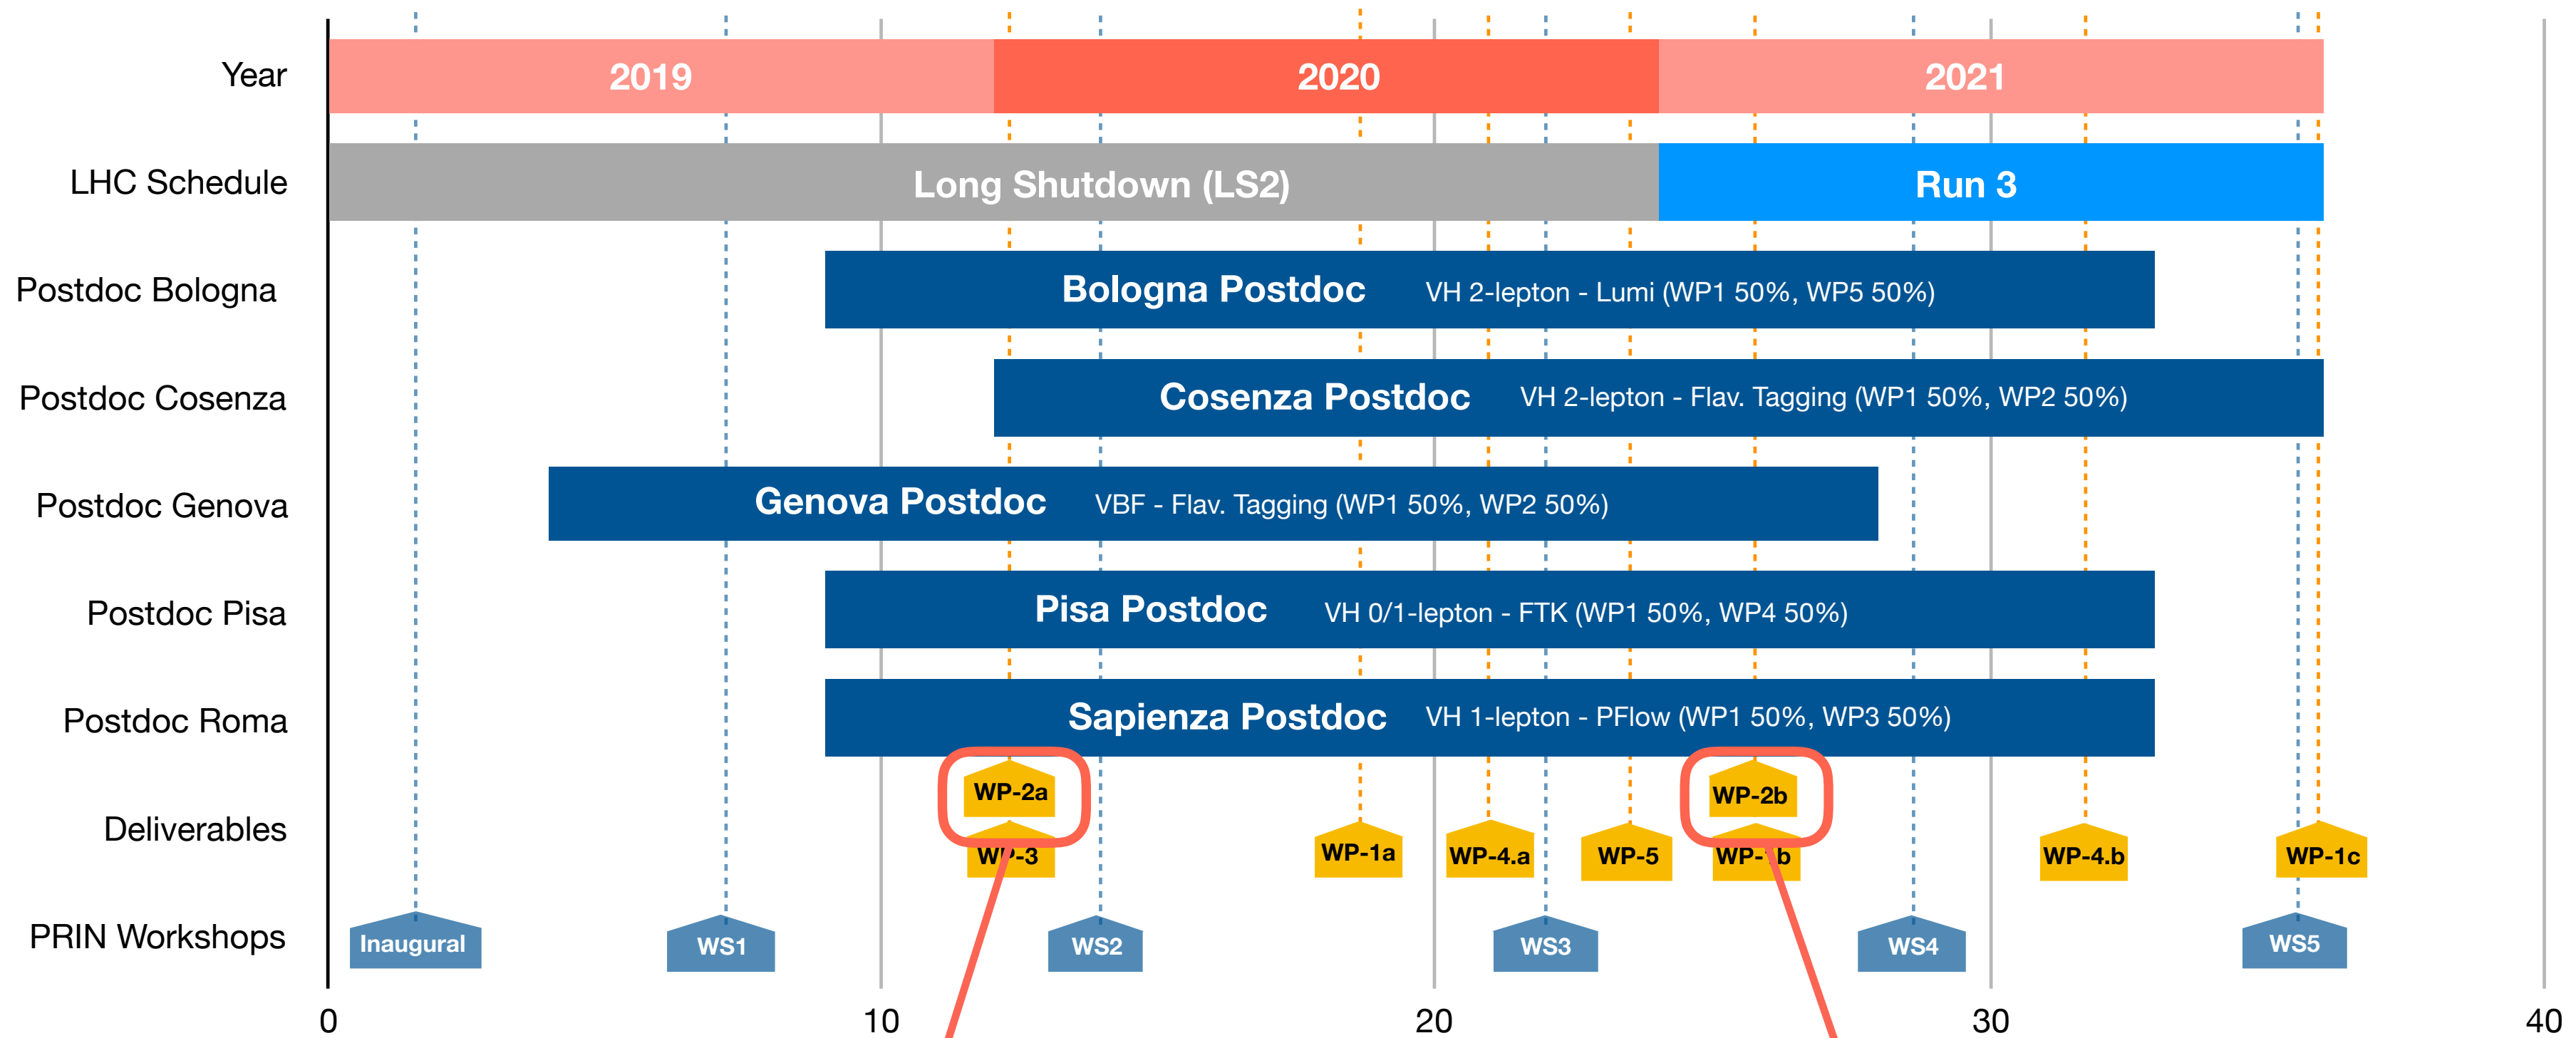 Year 2019 2020 2021
LHC Schedule Long Shutdown (LS2) Run 3
Postdoc Bologna Bologna Postdoc VH 2-lepton - Lumi (WP1 50%, WP5 50%)
Postdoc Cosenza Cosenza Postdoc VH 2-lepton - Flav. Tagging (WP1 50%, WP2 50%)
Postdoc Genova Genova Postdoc VBF - Flav. Tagging (WP1 50%, WP2 50%)
Postdoc Pisa Pisa Postdoc VH 0/1-lepton - FTK (WP1 50%, WP4 50%)
Postdoc Roma Sapienza Postdoc VH 1-lepton - PFlow (WP1 50%, WP3 50%)
WP-2a WP-2b
Deliverables
WP-3 WP-1a WP-4.a WP-5 WP-1b WP-4.b WP-1c
PRIN Workshops Inaugural WS1 WS2 WS3 WS4 WS5
0 10 20 30 40